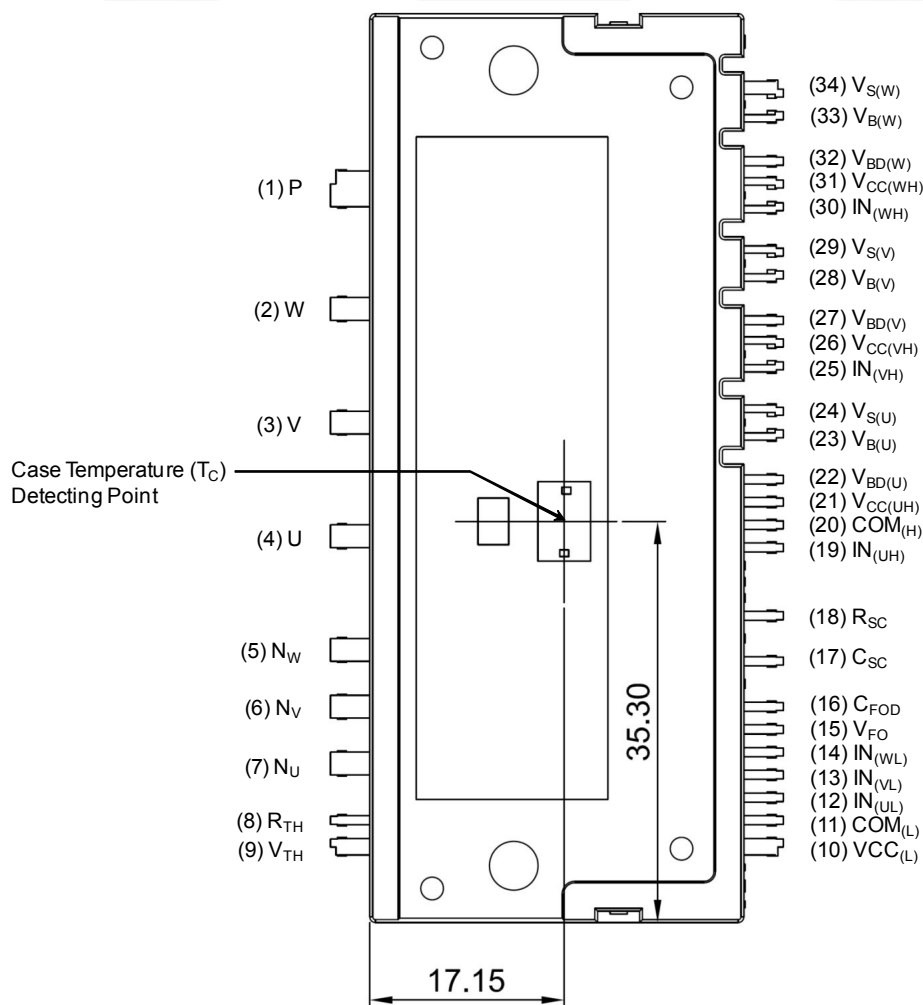 (1) P
(2) W
(3) V
Case Temperature (T_C)
Detecting Point
(4) U
(5) N_W
(6) N_V
(7) N_U
(8) R_TH
(9) V_TH
(34) V_S(W)
(33) V_B(W)
(32) V_BD(W)
(31) V_CC(WH)
(30) IN_(WH)
(29) V_S(V)
(28) V_B(V)
(27) V_BD(V)
(26) V_CC(VH)
(25) IN_(VH)
(24) V_S(U)
(23) V_B(U)
(22) V_BD(U)
(21) V_CC(UH)
(20) COM_(H)
(19) IN_(UH)
(18) R_SC
(17) C_SC
(16) C_FOD
(15) V_FO
(14) IN_(WL)
(13) IN_(VL)
(12) IN_(UL)
(11) COM_(L)
(10) VCC_(L)
35.30
17.15